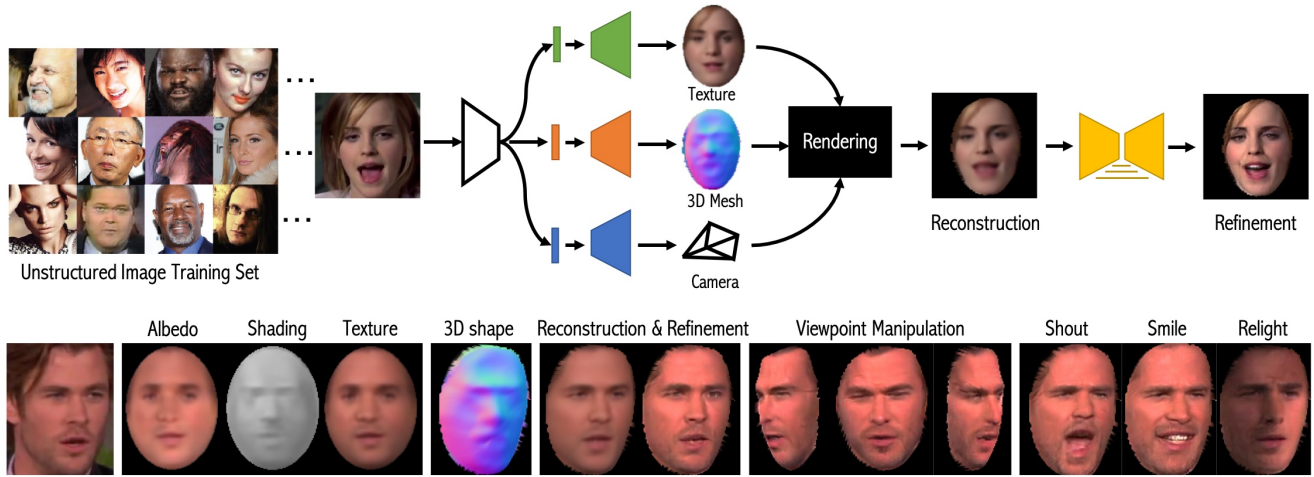 Texture
3D Mesh
Camera
Rendering
Reconstruction
Refinement
Unstructured Image Training Set
Albedo
Shading
Texture
3D shape
Reconstruction & Refinement
Viewpoint Manipulation
Shout
Smile
Relight